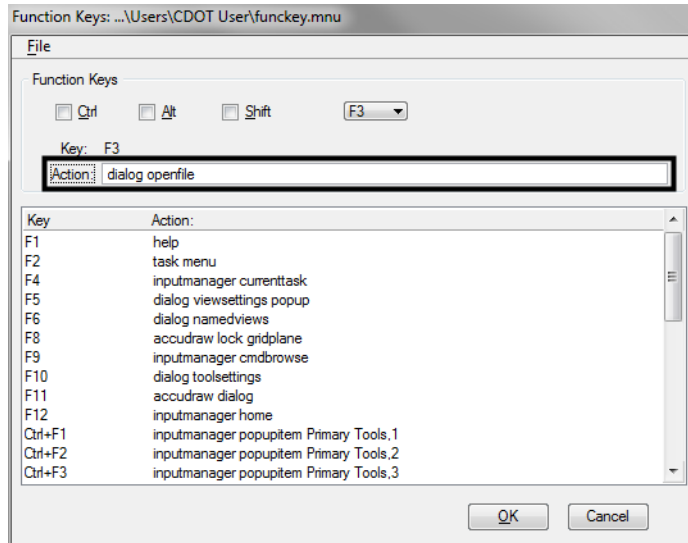 Function Keys: ...\Users\CDOT User\funckey.mnu
File
Function Keys
Ctrl Alt Shift F3
Key: F3
Action: dialog openfile
Key Action:
F1 help
F2 task menu
F4 inputmanager currenttask
F5 dialog viewsettings popup
F6 dialog namedviews
F8 accudraw lock gridplane
F9 inputmanager cmdbrowse
F10 dialog toolsettings
F11 accudraw dialog
F12 inputmanager home
Ctrl+F1 inputmanager popupitem Primary Tools,1
Ctrl+F2 inputmanager popupitem Primary Tools,2
Ctrl+F3 inputmanager popupitem Primary Tools,3
OK Cancel